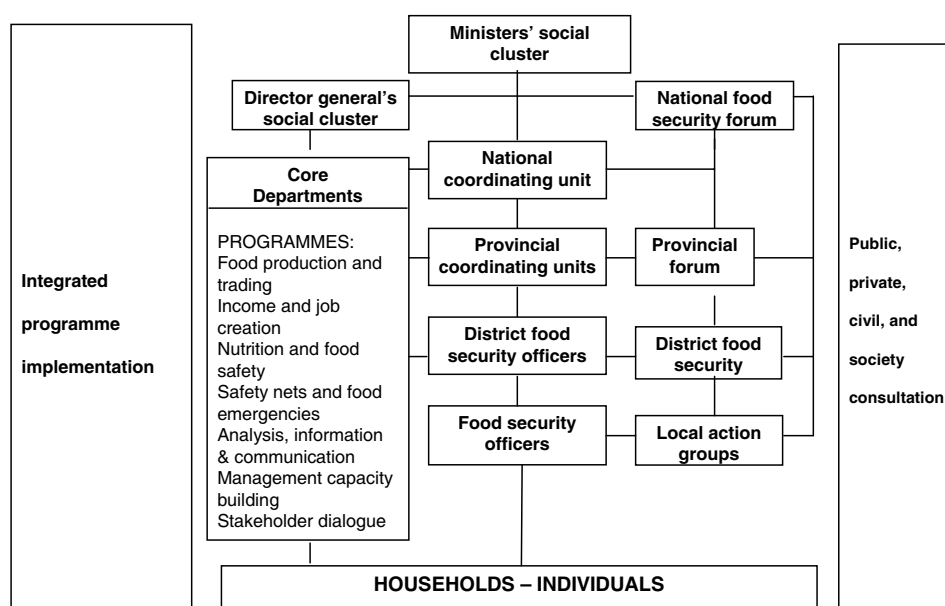 Ministers' social
cluster
Director general's
social cluster
National food
security forum
Core
Departments
National
coordinating unit
PROGRAMMES:
Food production and
trading
Income and job
creation
Nutrition and food
safety
Safety nets and food
emergencies
Analysis, information
& communication
Management capacity
building
Stakeholder dialogue
Provincial
coordinating units
Provincial
forum
District food
security officers
District food
security
Food security
officers
Local action
groups
Integrated
programme
implementation
Public,
private,
civil, and
society
consultation
HOUSEHOLDS – INDIVIDUALS